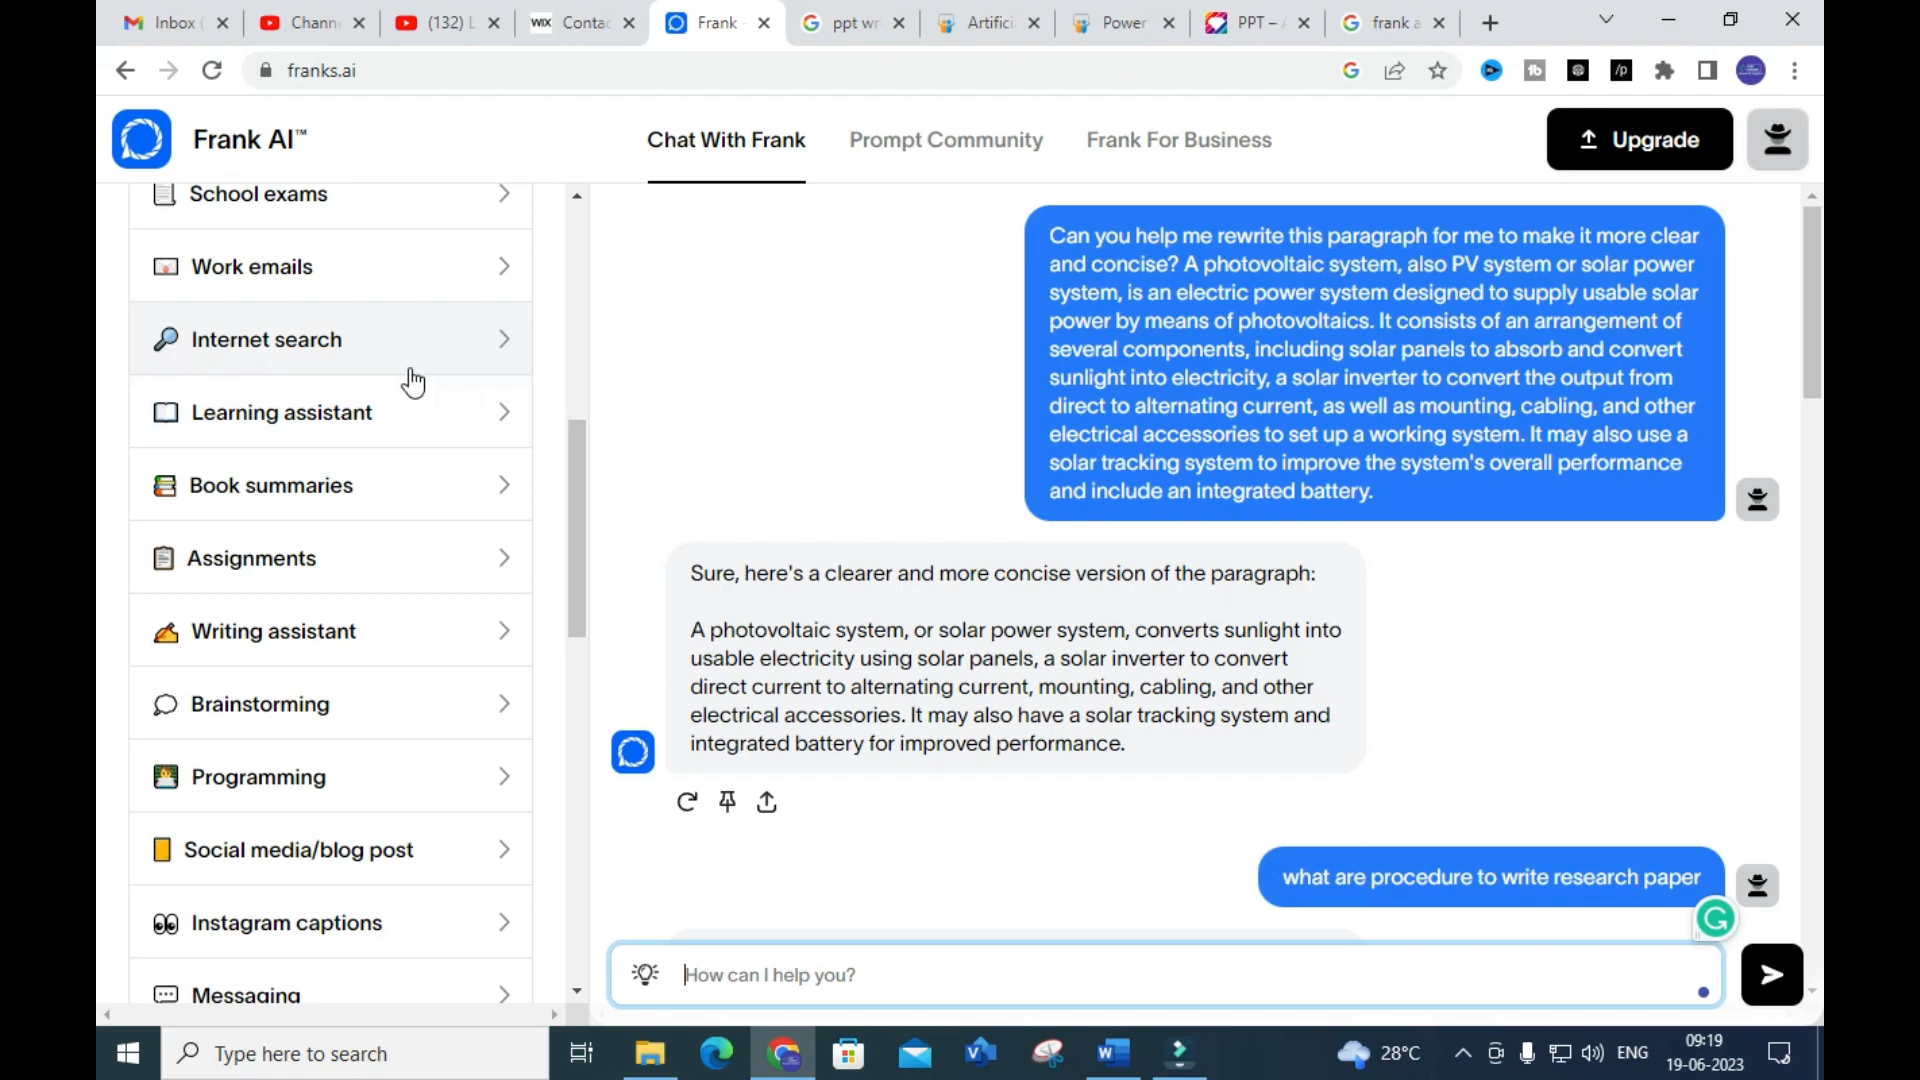 Inbox (
Channe
(132) L
WIX Contac
Frank -
ppt wr
Artifici
Power
PPT – A
frank a
franks.ai
Frank AI™
Chat With Frank
Prompt Community
Frank For Business
Upgrade
School exams
Work emails
Internet search
Learning assistant
Book summaries
Assignments
Writing assistant
Brainstorming
Programming
Social media/blog post
Instagram captions
Messaging
Can you help me rewrite this paragraph for me to make it more clear
and concise? A photovoltaic system, also PV system or solar power
system, is an electric power system designed to supply usable solar
power by means of photovoltaics. It consists of an arrangement of
several components, including solar panels to absorb and convert
sunlight into electricity, a solar inverter to convert the output from
direct to alternating current, as well as mounting, cabling, and other
electrical accessories to set up a working system. It may also use a
solar tracking system to improve the system's overall performance
and include an integrated battery.
Sure, here's a clearer and more concise version of the paragraph:
A photovoltaic system, or solar power system, converts sunlight into
usable electricity using solar panels, a solar inverter to convert
direct current to alternating current, mounting, cabling, and other
electrical accessories. It may also have a solar tracking system and
integrated battery for improved performance.
what are procedure to write research paper
How can I help you?
Type here to search
28°C
ENG
09:19
19-06-2023